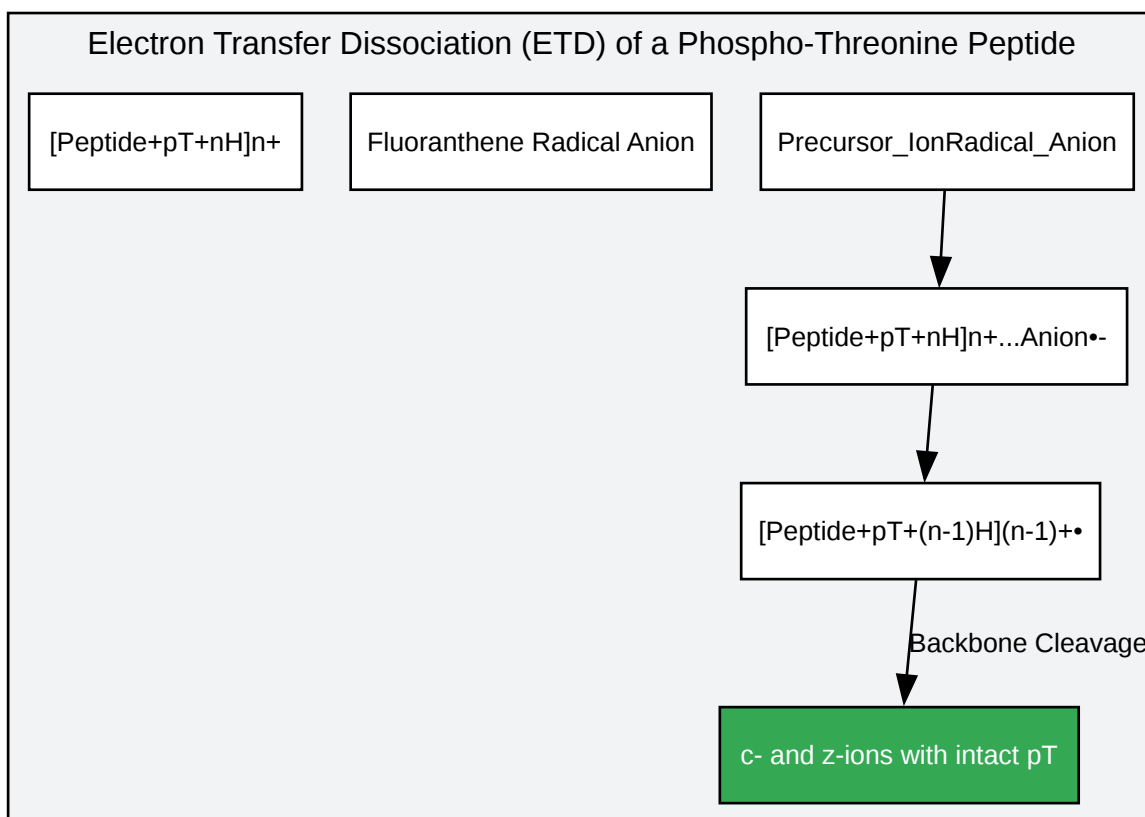 Electron Transfer Dissociation (ETD) of a Phospho-Threonine Peptide
[Peptide+pT+nH]n+
Fluoranthene Radical Anion
Precursor_IonRadical_Anion
[Peptide+pT+nH]n+...Anion•-
[Peptide+pT+(n-1)H](n-1)+•
Backbone Cleavage
c- and z-ions with intact pT